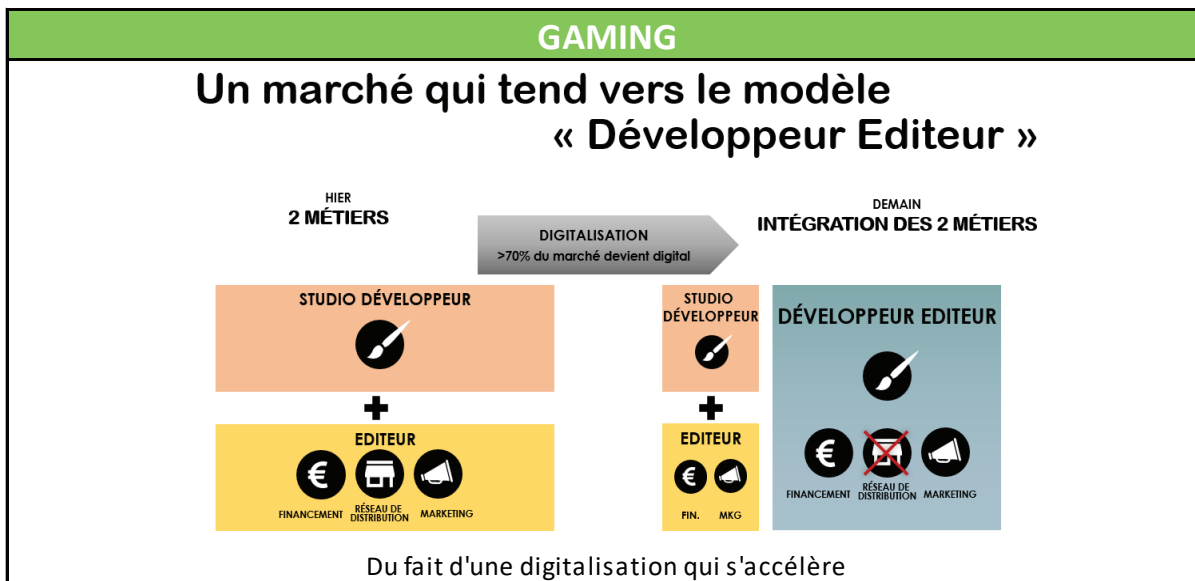 GAMING
Un marché qui tend vers le modèle
« Développeur Editeur »
HIER
2 MÉTIERS
DIGITALISATION
>70% du marché devient digital
DEMAIN
INTÉGRATION DES 2 MÉTIERS
STUDIO DÉVELOPPEUR
+
EDITEUR
€
FINANCEMENT
RÉSEAU DE
DISTRIBUTION
MARKETING
STUDIO
DÉVELOPPEUR
+
EDITEUR
€
FIN.
MKG
DÉVELOPPEUR EDITEUR
€
FINANCEMENT
RÉSEAU DE
DISTRIBUTION
MARKETING
Du fait d'une digitalisation qui s'accélère